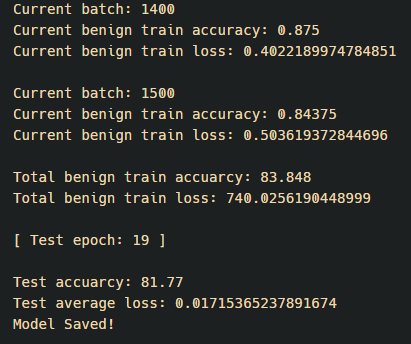 Current batch: 1400
Current benign train accuracy: 0.875
Current benign train loss: 0.4022189974784851
Current batch: 1500
Current benign train accuracy: 0.84375
Current benign train loss: 0.503619372844696
Total benign train accuarcy: 83.848
Total benign train loss: 740.0256190448999
[ Test epoch: 19 ]
Test accuarcy: 81.77
Test average loss: 0.01715365237891674
Model Saved!